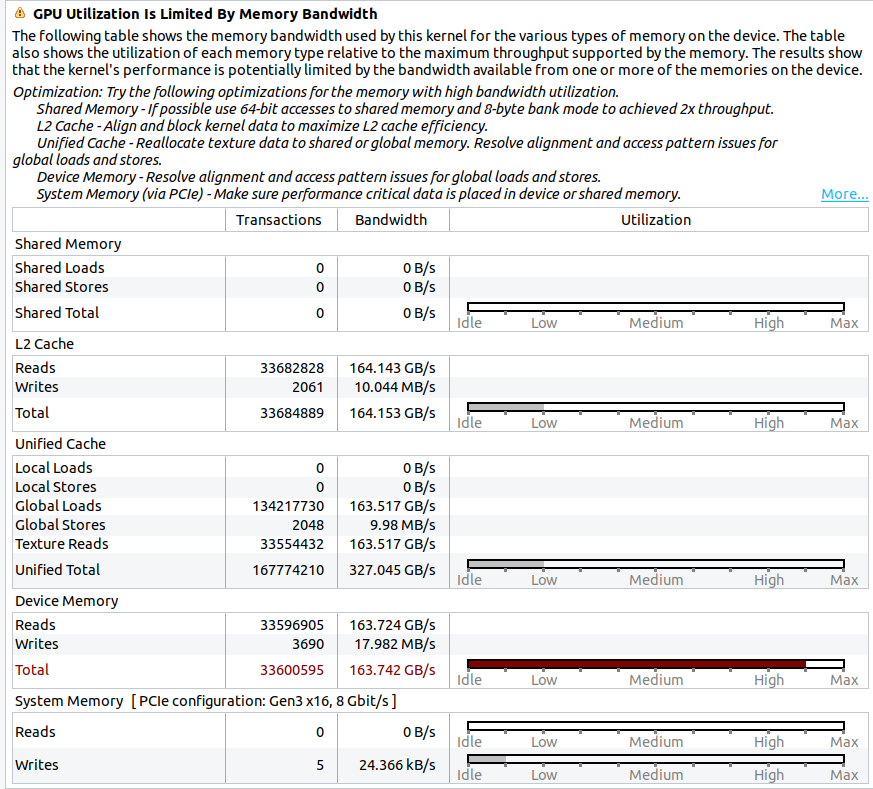 GPU Utilization Is Limited By Memory Bandwidth
The following table shows the memory bandwidth used by this kernel for the various types of memory on the device. The table
also shows the utilization of each memory type relative to the maximum throughput supported by the memory. The results show
that the kernel's performance is potentially limited by the bandwidth available from one or more of the memories on the device.
Optimization: Try the following optimizations for the memory with high bandwidth utilization.
Shared Memory - If possible use 64-bit accesses to shared memory and 8-byte bank mode to achieved 2x throughput.
L2 Cache - Align and block kernel data to maximize L2 cache efficiency.
Unified Cache - Reallocate texture data to shared or global memory. Resolve alignment and access pattern issues for
global loads and stores.
Device Memory - Resolve alignment and access pattern issues for global loads and stores.
System Memory (via PCIe) - Make sure performance critical data is placed in device or shared memory. More...
Transactions Bandwidth Utilization
Shared Memory
Shared Loads 0 0 B/s
Shared Stores 0 0 B/s
Shared Total 0 0 B/s
Idle Low Medium High Max
L2 Cache
Reads 33682828 164.143 GB/s
Writes 2061 10.044 MB/s
Total 33684889 164.153 GB/s
Idle Low Medium High Max
Unified Cache
Local Loads 0 0 B/s
Local Stores 0 0 B/s
Global Loads 134217730 163.517 GB/s
Global Stores 2048 9.98 MB/s
Texture Reads 33554432 163.517 GB/s
Unified Total 167774210 327.045 GB/s
Idle Low Medium High Max
Device Memory
Reads 33596905 163.724 GB/s
Writes 3690 17.982 MB/s
Total 33600595 163.742 GB/s
Idle Low Medium High Max
System Memory [ PCIe configuration: Gen3 x16, 8 Gbit/s ]
Reads 0 0 B/s
Idle Low Medium High Max
Writes 5 24.366 kB/s
Idle Low Medium High Max